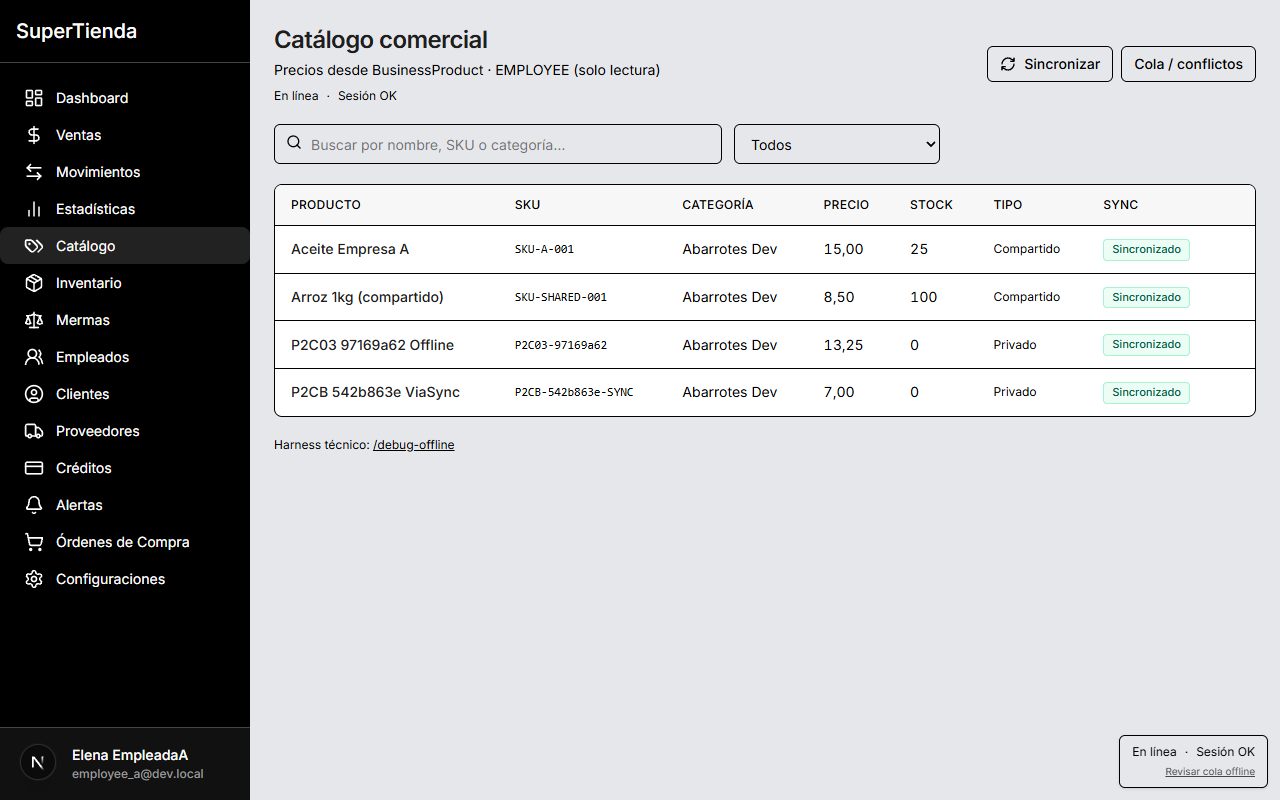 SuperTienda
Dashboard
Ventas
Movimientos
Estadísticas
Catálogo
Inventario
Mermas
Empleados
Clientes
Proveedores
Créditos
Alertas
Órdenes de Compra
Configuraciones
N
Elena EmpleadaA
employee_a@dev.local
Catálogo comercial
Precios desde BusinessProduct · EMPLOYEE (solo lectura)
En línea · Sesión OK
Sincronizar
Cola / conflictos
Buscar por nombre, SKU o categoría...
Todos
PRODUCTO SKU CATEGORÍA PRECIO STOCK TIPO SYNC
Aceite Empresa A SKU-A-001 Abarrotes Dev 15,00 25 Compartido Sincronizado
Arroz 1kg (compartido) SKU-SHARED-001 Abarrotes Dev 8,50 100 Compartido Sincronizado
P2C03 97169a62 Offline P2C03-97169a62 Abarrotes Dev 13,25 0 Privado Sincronizado
P2CB 542b863e ViaSync P2CB-542b863e-SYNC Abarrotes Dev 7,00 0 Privado Sincronizado
Harness técnico: /debug-offline
En línea · Sesión OK
Revisar cola offline